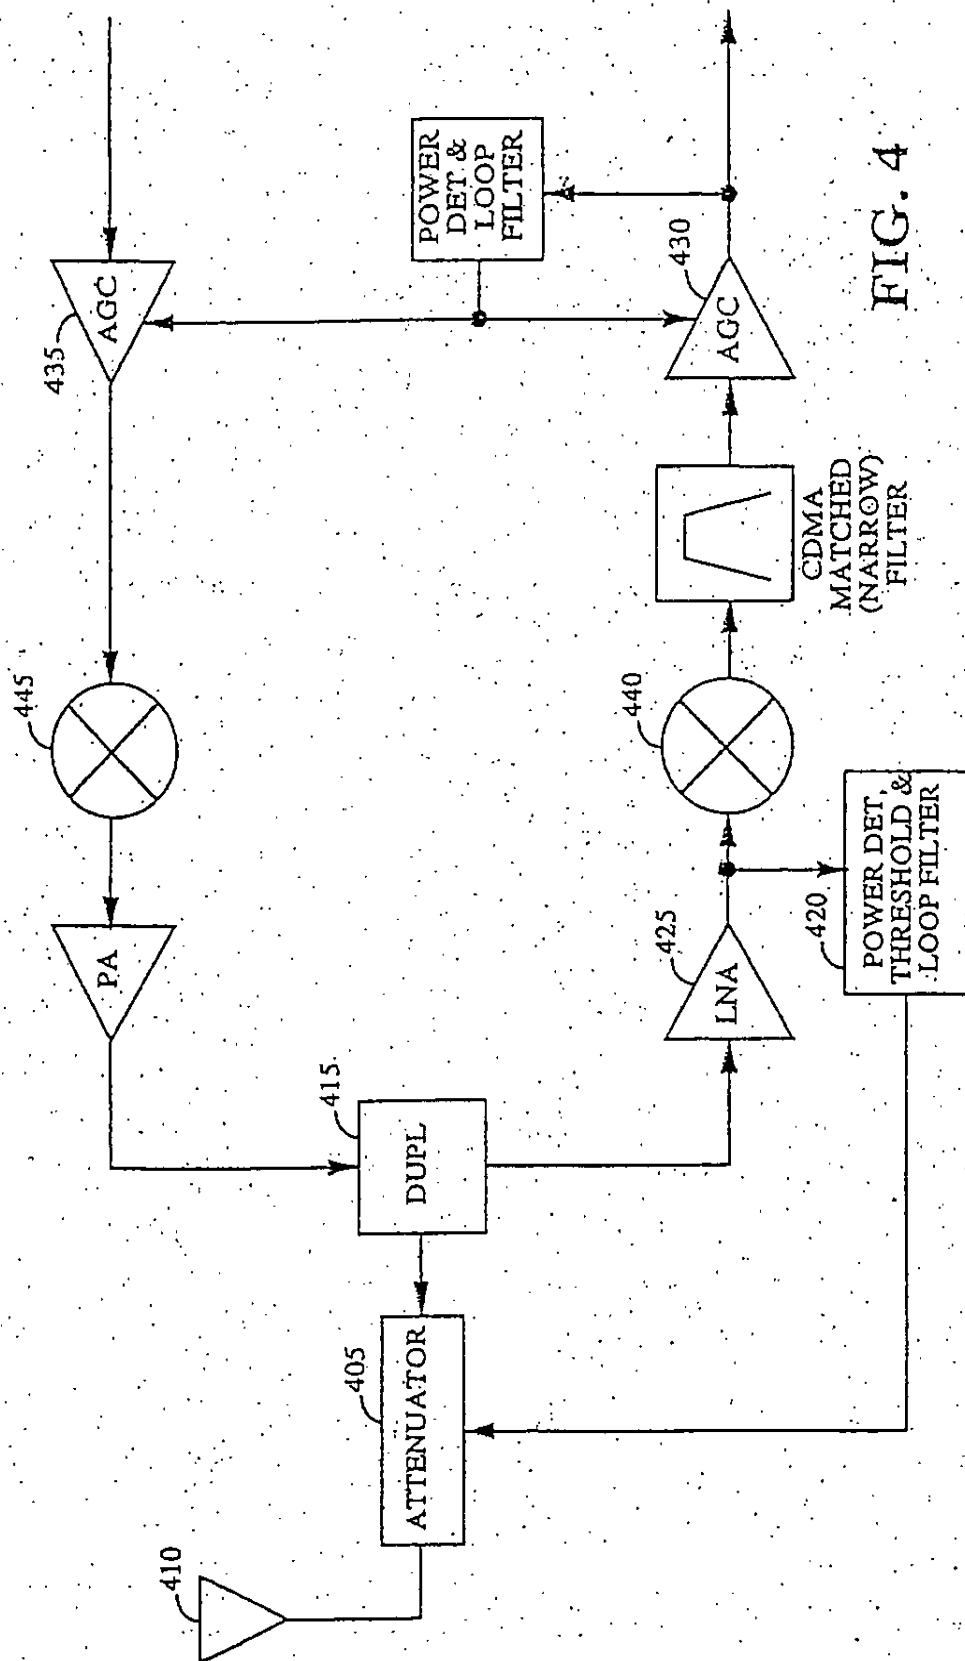 410
405
ATTENUATOR
415
DUPL
PA
445
435
AGC
POWER
DET. &
LOOP
FILTER
425
LNA
440
CDMA
MATCHED
(NARROW)
FILTER
430
AGC
420
POWER DET,
THRESHOLD &
LOOP FILTER
FIG. 4